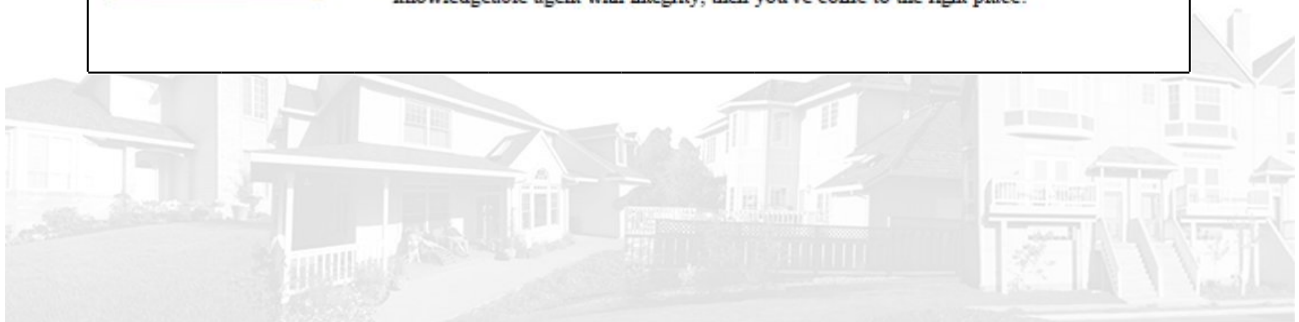 knowledgeable agent with integrity, then you've come to the right place!